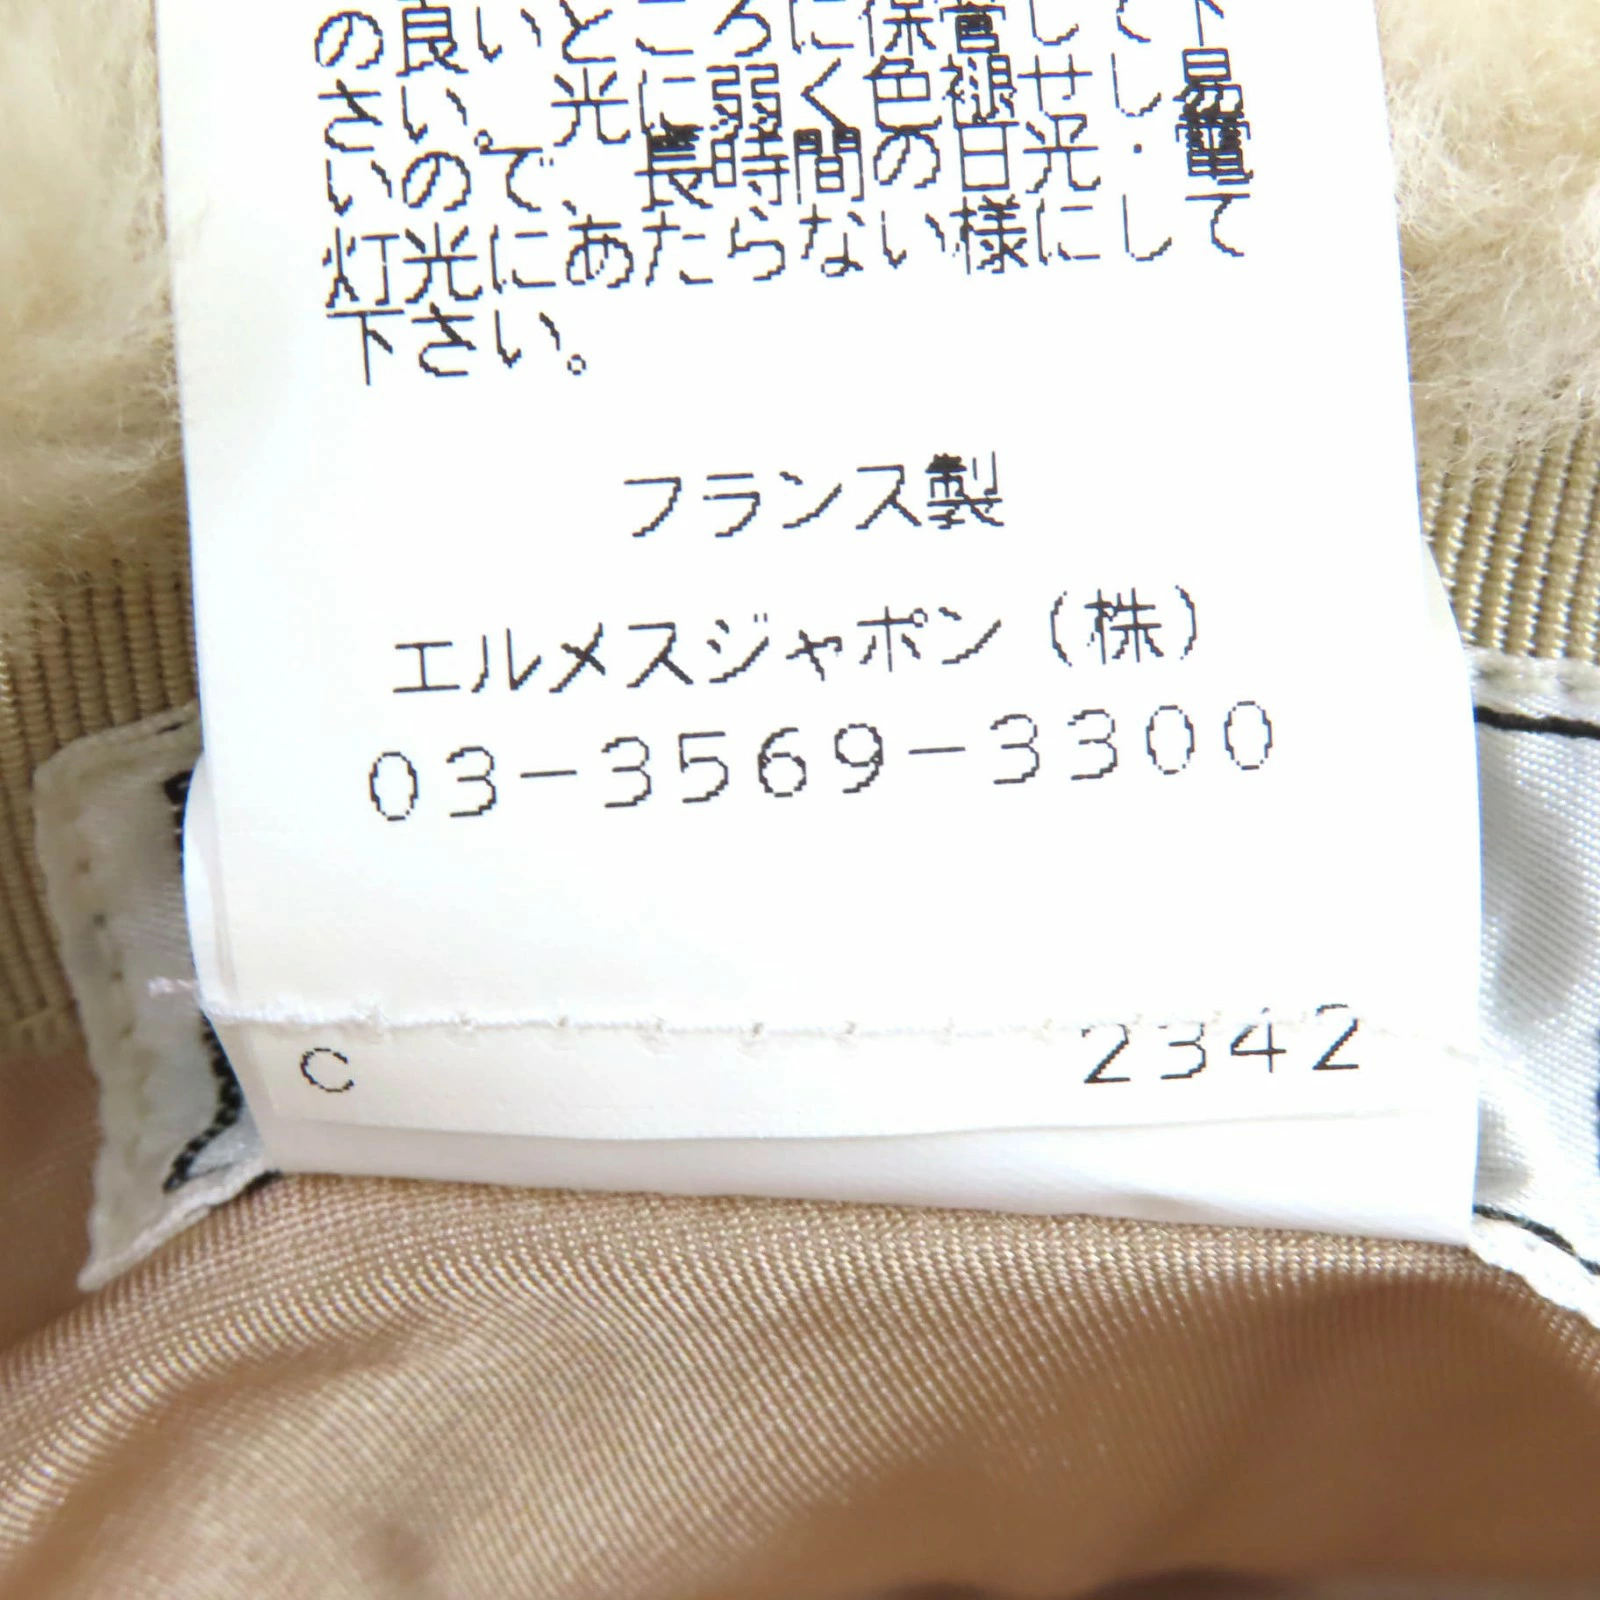 の良いところに保管して下
さい。光に弱く色褪せし易
いので、長時間の日光・電
灯光にあたらない様にして
下さい。
フランス製
エルメスジャポン（株）
03-3569-3300
C 2342